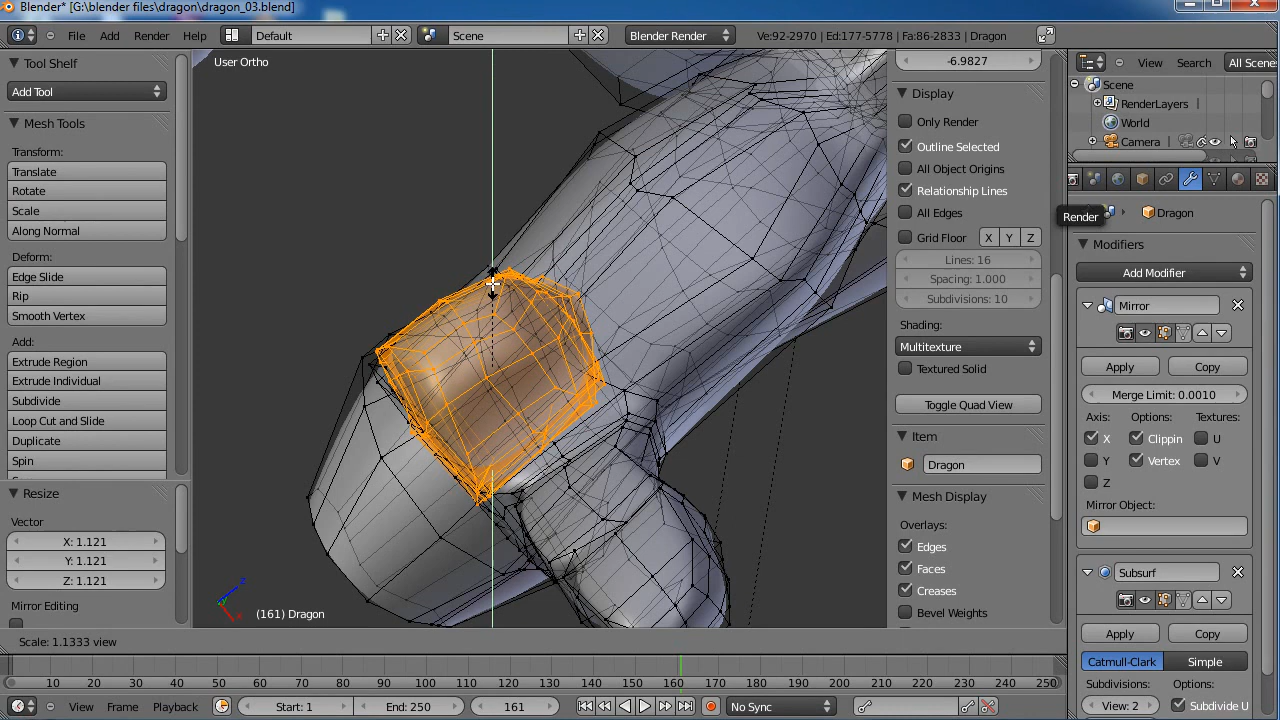 Blender* [G:\blender files\dragon\dragon_03.blend]
File Add Render Help Default Scene Blender Render Ve:92-2970 | Ed:177-5778 | Fa:86-2833 | Dragon
Tool Shelf
Add Tool
Mesh Tools
Transform:
Translate
Rotate
Scale
Along Normal
Deform:
Edge Slide
Rip
Smooth Vertex
Add:
Extrude Region
Extrude Individual
Subdivide
Loop Cut and Slide
Duplicate
Spin
Resize
Vector
X: 1.121
Y: 1.121
Z: 1.121
Mirror Editing
User Ortho
z
y
x
(161) Dragon
Scale: 1.1333 view
-6.9827
Display
Only Render
Outline Selected
All Object Origins
Relationship Lines
All Edges
Grid Floor X Y Z
Lines: 16
Spacing: 1.000
Subdivisions: 10
Shading:
Multitexture
Textured Solid
Toggle Quad View
Item
Dragon
Mesh Display
Overlays:
Edges
Faces
Creases
Bevel Weights
View Search All Scene
Scene
RenderLayers
World
Camera
Render
Dragon
Modifiers
Add Modifier
Mirror
Apply Copy
Merge Limit: 0.0010
Axis: Options: Textures:
X Clippin U
Y Vertex V
Z
Mirror Object:
Subsurf
Apply Copy
Catmull-Clark Simple
Subdivisions: Options:
View: 2 Subdivide U
10 20 30 40 50 60 70 80 90 100 110 120 130 140 150 160 170 180 190 200 210 220 230 240 250
View Frame Playback Start: 1 End: 250 161 No Sync